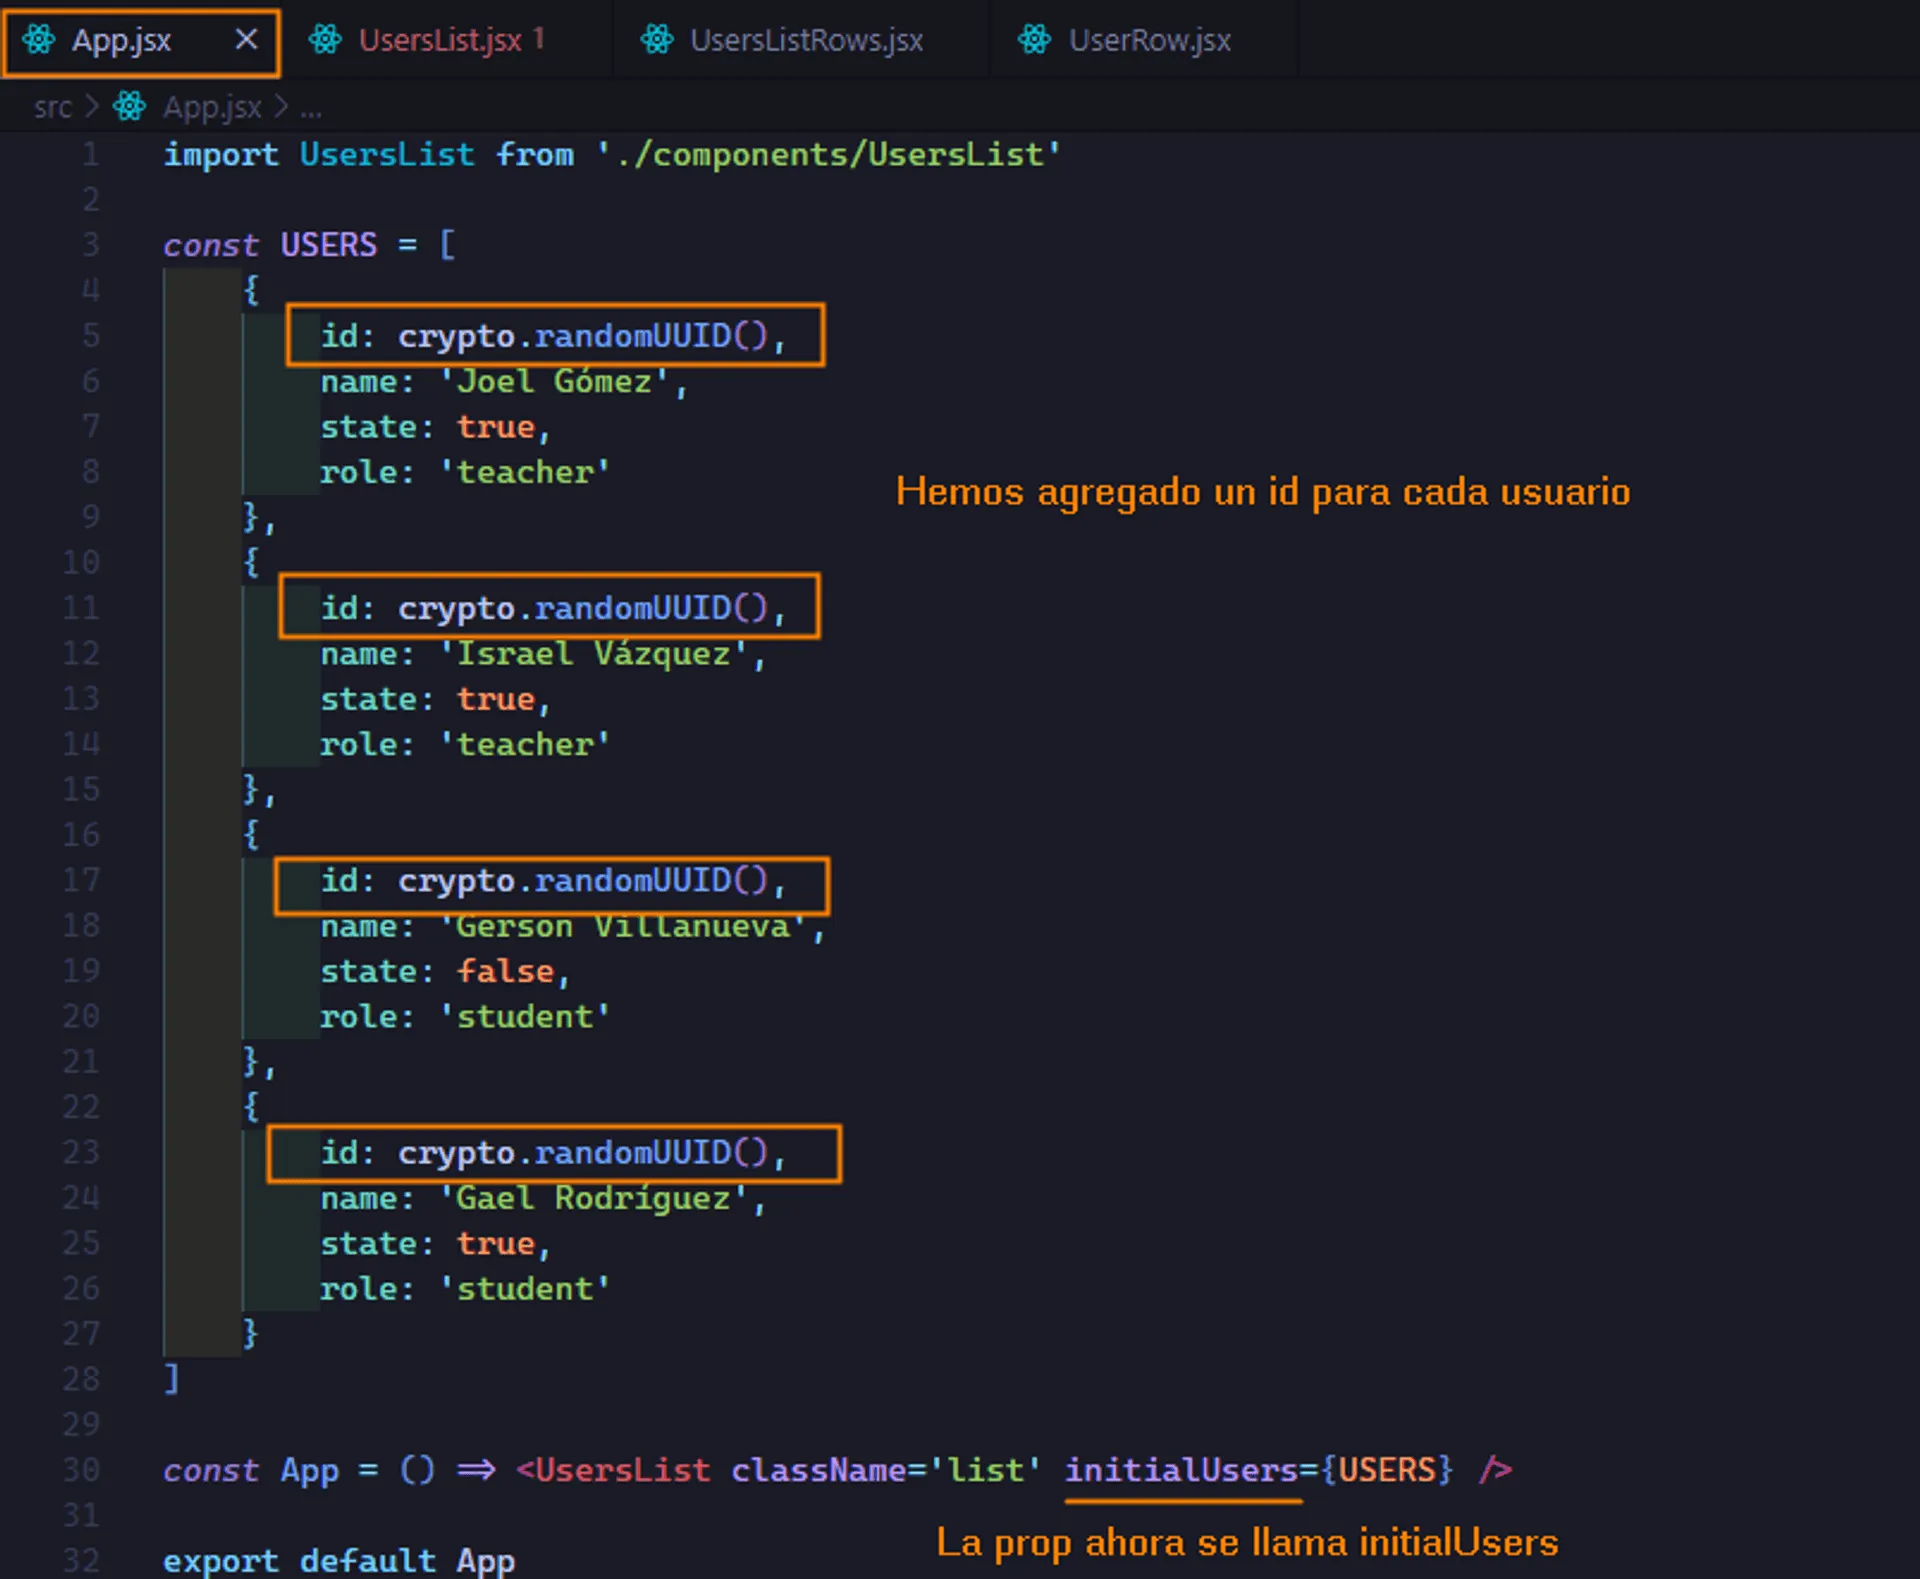 App.jsx × UsersList.jsx 1 UsersListRows.jsx UserRow.jsx
src > App.jsx > ...
1 import UsersList from './components/UsersList'
2
3 const USERS = [
4 {
5 id: crypto.randomUUID(),
6 name: 'Joel Gómez',
7 state: true,
8 role: 'teacher'
Hemos agregado un id para cada usuario
9 },
10 {
11 id: crypto.randomUUID(),
12 name: 'Israel Vázquez',
13 state: true,
14 role: 'teacher'
15 },
16 {
17 id: crypto.randomUUID(),
18 name: 'Gerson Villanueva',
19 state: false,
20 role: 'student'
21 },
22 {
23 id: crypto.randomUUID(),
24 name: 'Gael Rodríguez',
25 state: true,
26 role: 'student'
27 }
28 ]
29
30 const App = () => <UsersList className='list' initialUsers={USERS} />
31
La prop ahora se llama initialUsers
32 export default App